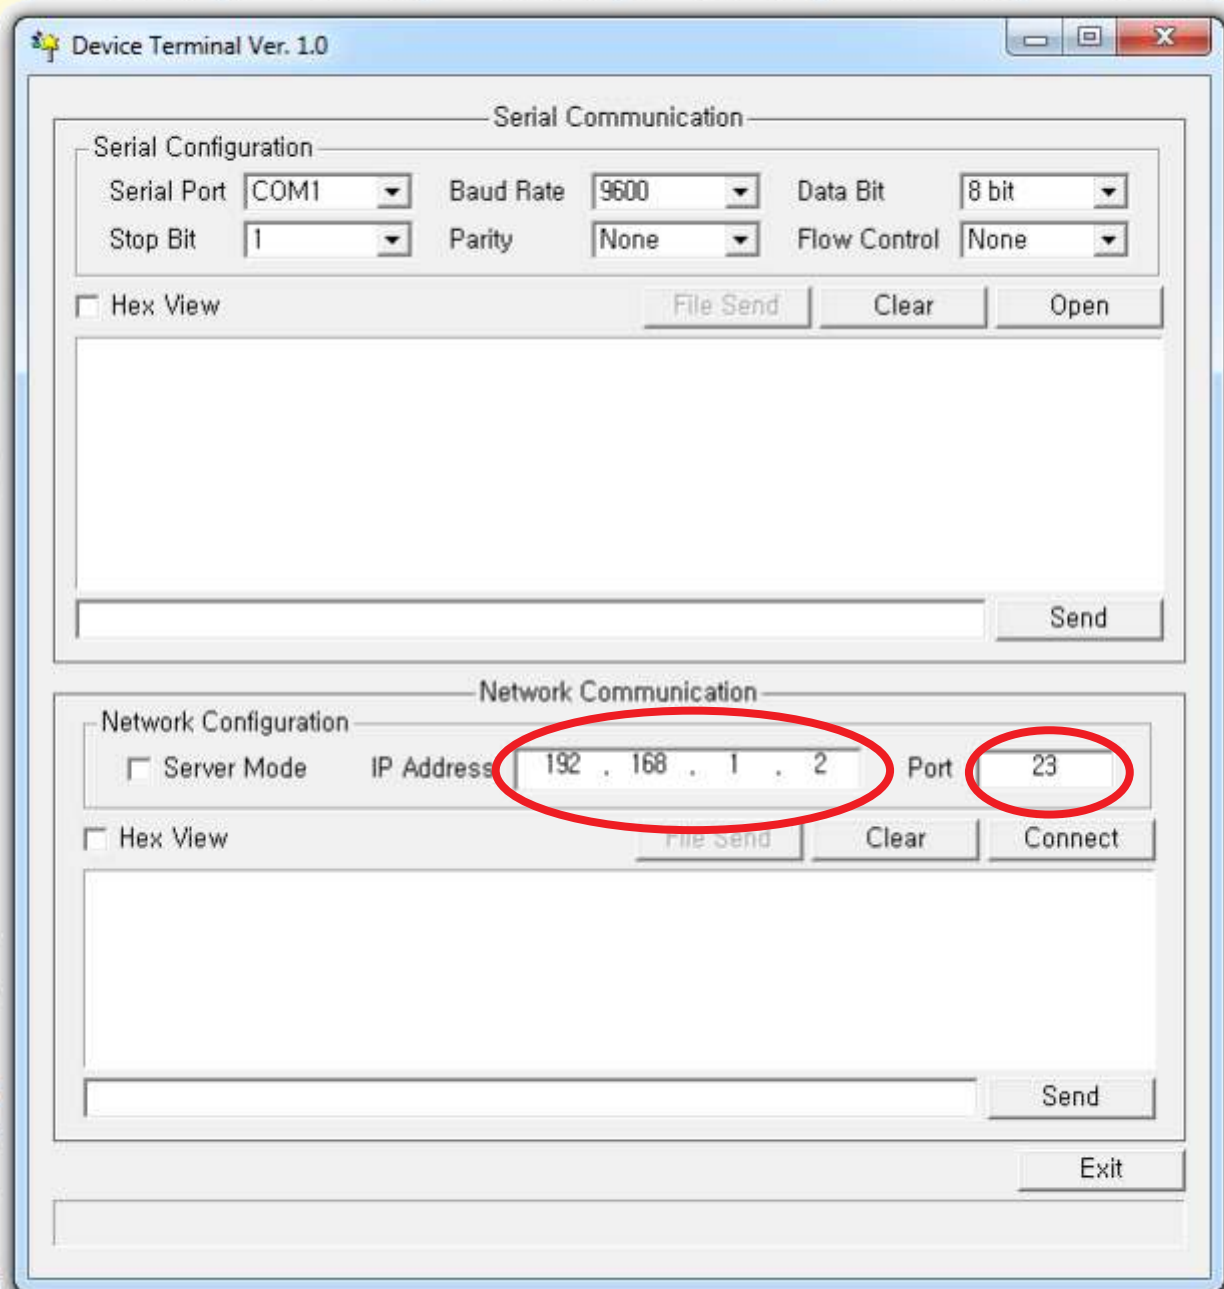 Device Terminal Ver. 1.0
Serial Communication
Serial Configuration
Serial Port COM1 Baud Rate 9600 Data Bit 8 bit
Stop Bit 1 Parity None Flow Control None
Hex View File Send Clear Open
Send
Network Communication
Network Configuration
Server Mode IP Address 192 . 168 . 1 . 2 Port 23
Hex View File Send Clear Connect
Send
Exit